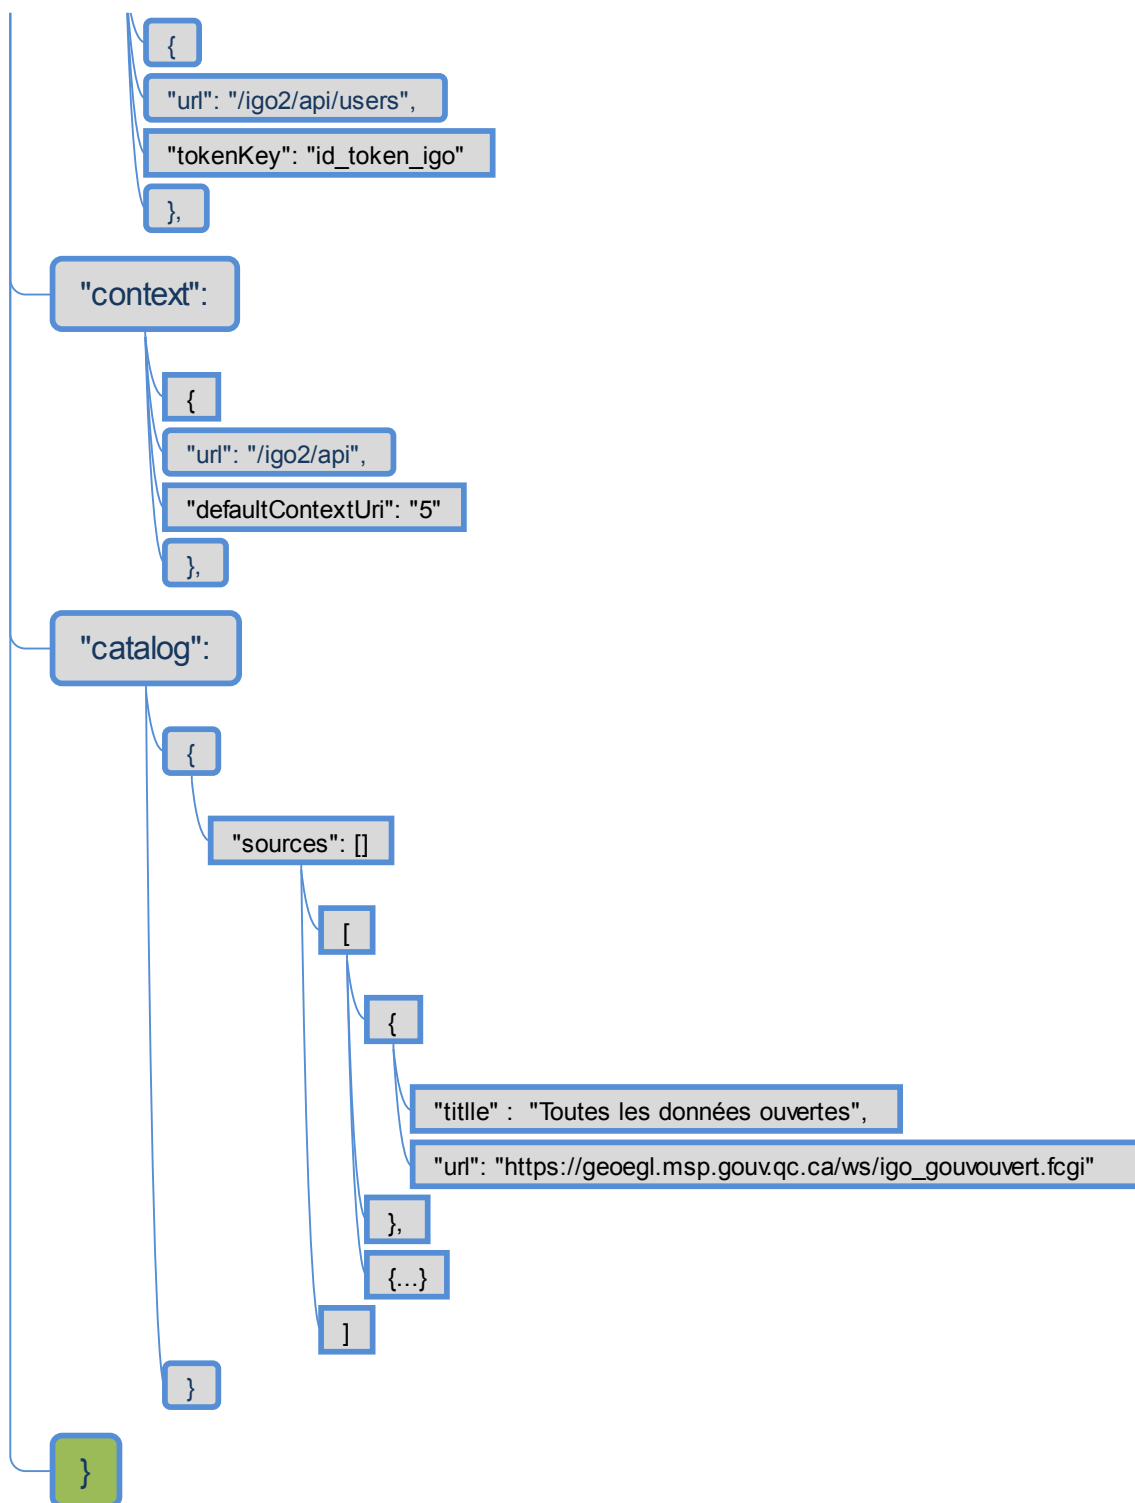 {
"url": "/igo2/api/users",
"tokenKey": "id_token_igo"
},
"context":
{
"url": "/igo2/api",
"defaultContextUri": "5"
},
"catalog":
{
"sources": []
[
{
"titlle" :  "Toutes les données ouvertes",
"url": "https://geoegl.msp.gouv.qc.ca/ws/igo_gouvouvert.fcgi"
},
{...}
]
}
}